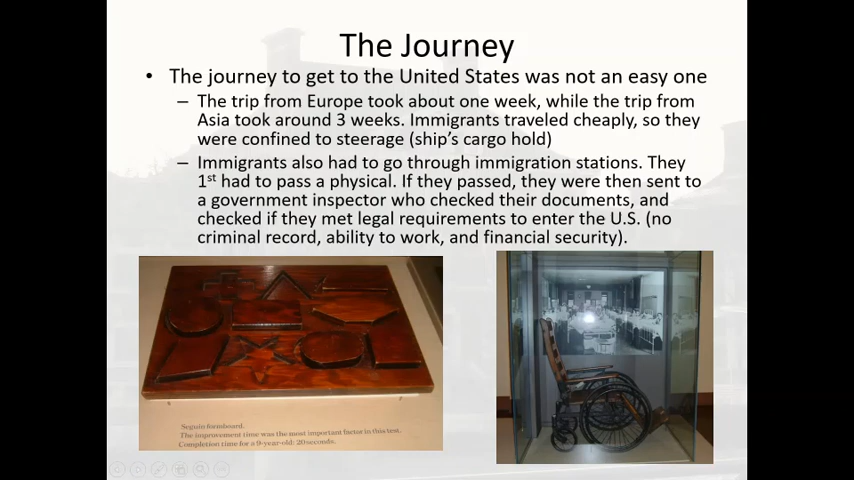 The Journey
• The journey to get to the United States was not an easy one
– The trip from Europe took about one week, while the trip from
Asia took around 3 weeks. Immigrants traveled cheaply, so they
were confined to steerage (ship's cargo hold)
– Immigrants also had to go through immigration stations. They
1st had to pass a physical. If they passed, they were then sent to
a government inspector who checked their documents, and
checked if they met legal requirements to enter the U.S. (no
criminal record, ability to work, and financial security).
Seguin formboard.
The improvement time was the most important factor in this test.
Completion time for a 9-year-old: 20 seconds.